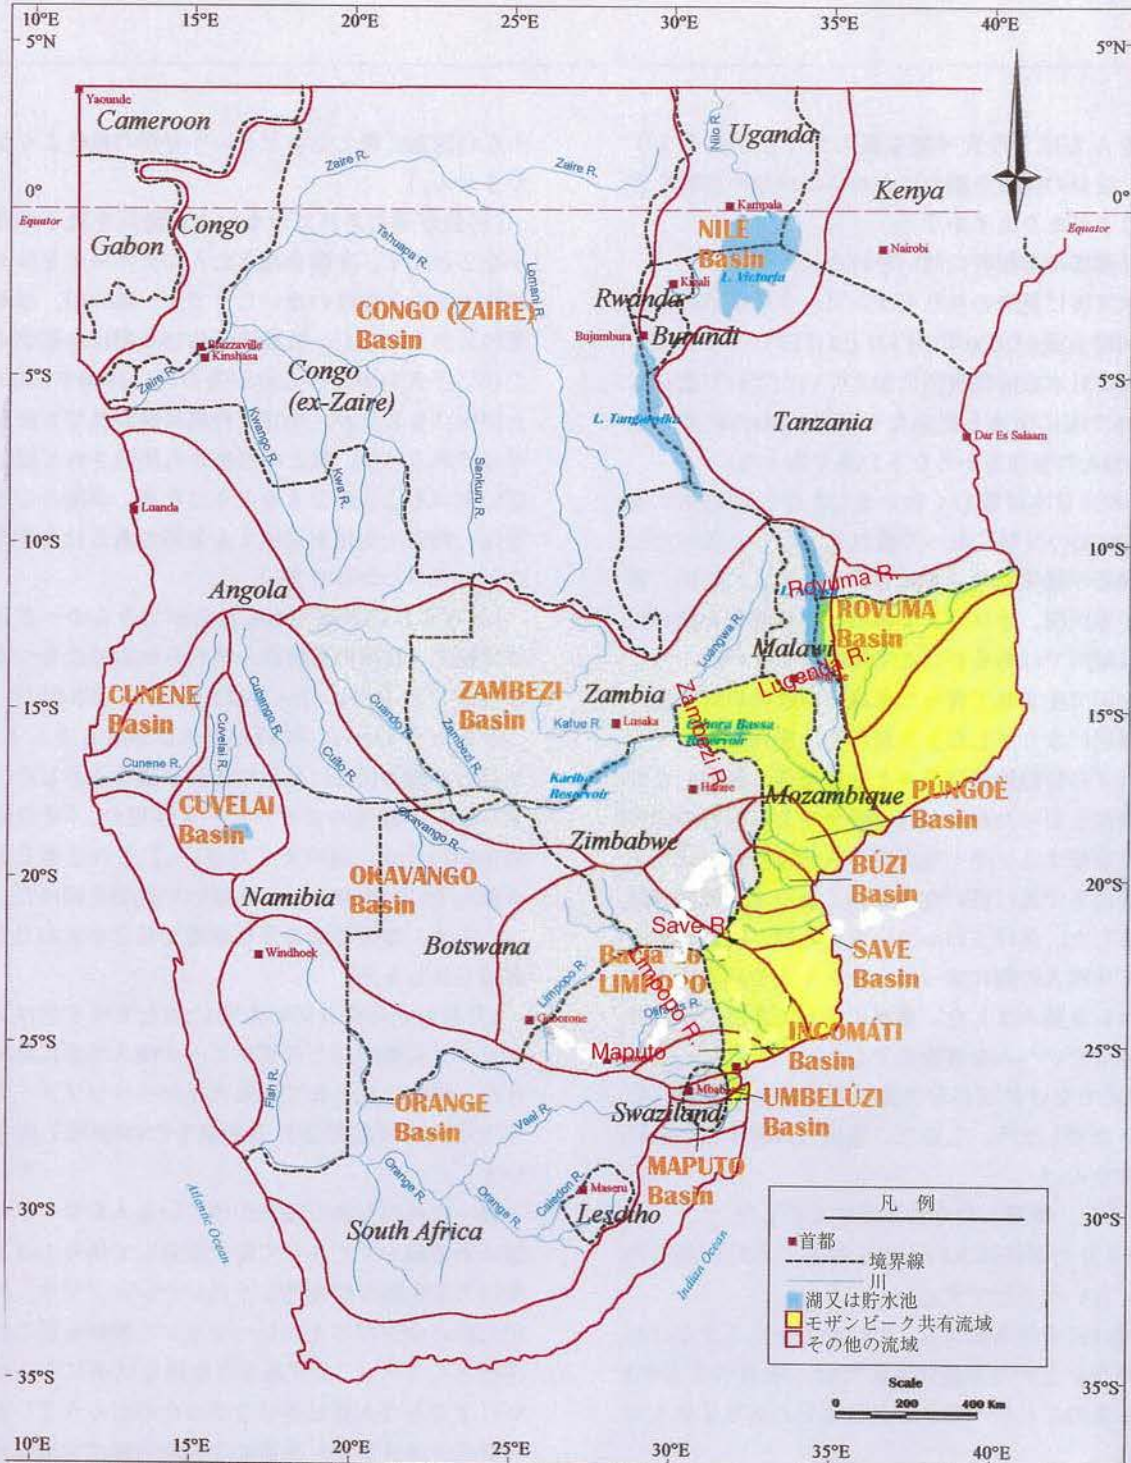 10°E
15°E
20°E
25°E
30°E
35°E
40°E
5°N
5°N
Yaounde
Cameroon
Uganda
Nilo R.
Zaire R.
Zaire R.
Kenya
0°
0°
Equator
Equator
Kampala
Congo
Gabon
NILE
Basin
Nairobi
Tshuapa R.
Lomani R.
L. Victoria
Kigali
Rwanda
CONGO (ZAIRE)
Basin
Bujumbura
Burundi
Brazzaville
Kinshasa
Zaire R.
Congo
(ex-Zaire)
5°S
5°S
L. Tanganyika
Tanzania
Dar Es Salaam
Kwango R.
Kwa R.
Sankuru R.
Luanda
10°S
10°S
Rovuma R.
Angola
ROVUMA
Basin
Luangwa R.
Malawi
Lugenda R.
CUNENE
Basin
Cubango R.
Cuvelai R.
Cuando R.
ZAMBEZI
Basin
Zambia
Zambezi R.
15°S
15°S
Kafue R.
Lusaka
Cahora Bassa
Reservoir
Zambezi R.
Cunene R.
Cuito R.
Kariba
Reservoir
Harare
Mozambique
PÚNGOÈ
Basin
CUVELAI
Basin
Okavango R.
Zimbabwe
BÚZI
Basin
20°S
20°S
OKAVANGO
Basin
Namibia
Botswana
Save R.
SAVE
Basin
Windhoek
Bacia
LIMPOPO
Limpopo R.
Limpopo R.
Gaborone
INCOMÁTI
Basin
25°S
25°S
Maputo
Fish R.
ORANGE
Basin
Vaal R.
Swaziland
UMBELÚZI
Basin
MAPUTO
Basin
Orange R.
Orange R.
Caledon R.
Maseru
Lesotho
South Africa
Atlantic Ocean
Indian Ocean
30°S
30°S
凡 例
首都
境界線
川
湖又は貯水池
モザンビーク共有流域
その他の流域
35°S
35°S
Scale
0 200 400 Km
10°E
15°E
20°E
25°E
30°E
35°E
40°E